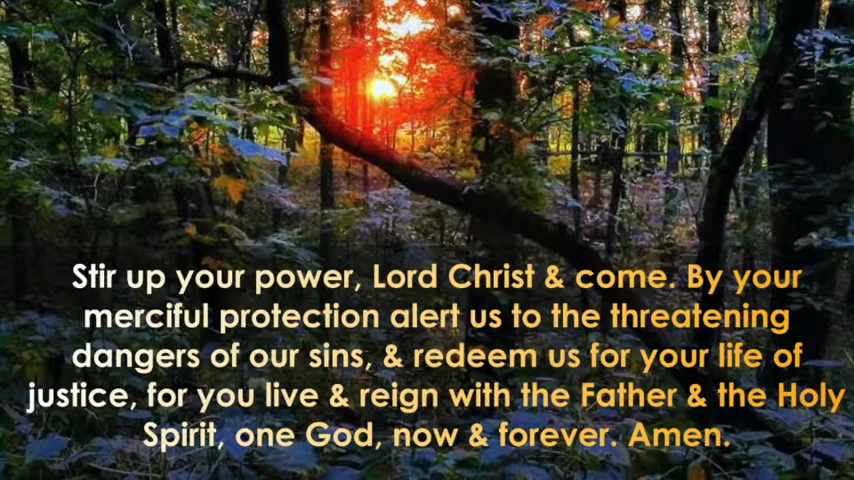 Stir up your power, Lord Christ & come. By your
merciful protection alert us to the threatening
dangers of our sins, & redeem us for your life of
justice, for you live & reign with the Father & the Holy
Spirit, one God, now & forever. Amen.